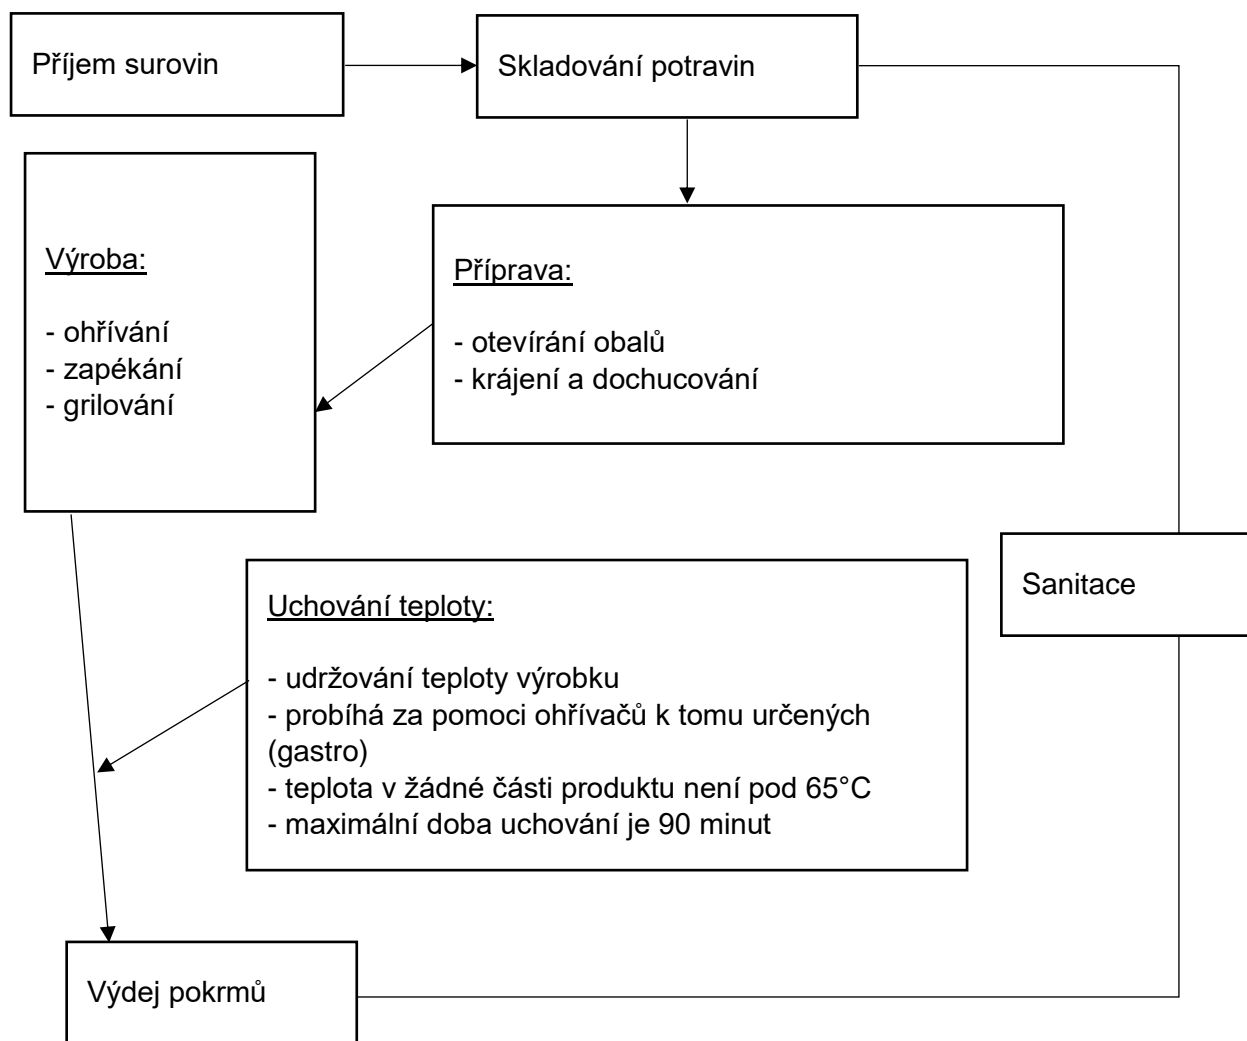 Příjem surovin
Skladování potravin
Výroba:
- ohřívání
- zapékání
- grilování
Příprava:
- otevírání obalů
- krájení a dochucování
Sanitace
Uchování teploty:
- udržování teploty výrobku
- probíhá za pomoci ohřívačů k tomu určených
(gastro)
- teplota v žádné části produktu není pod 65°C
- maximální doba uchování je 90 minut
Výdej pokrmů